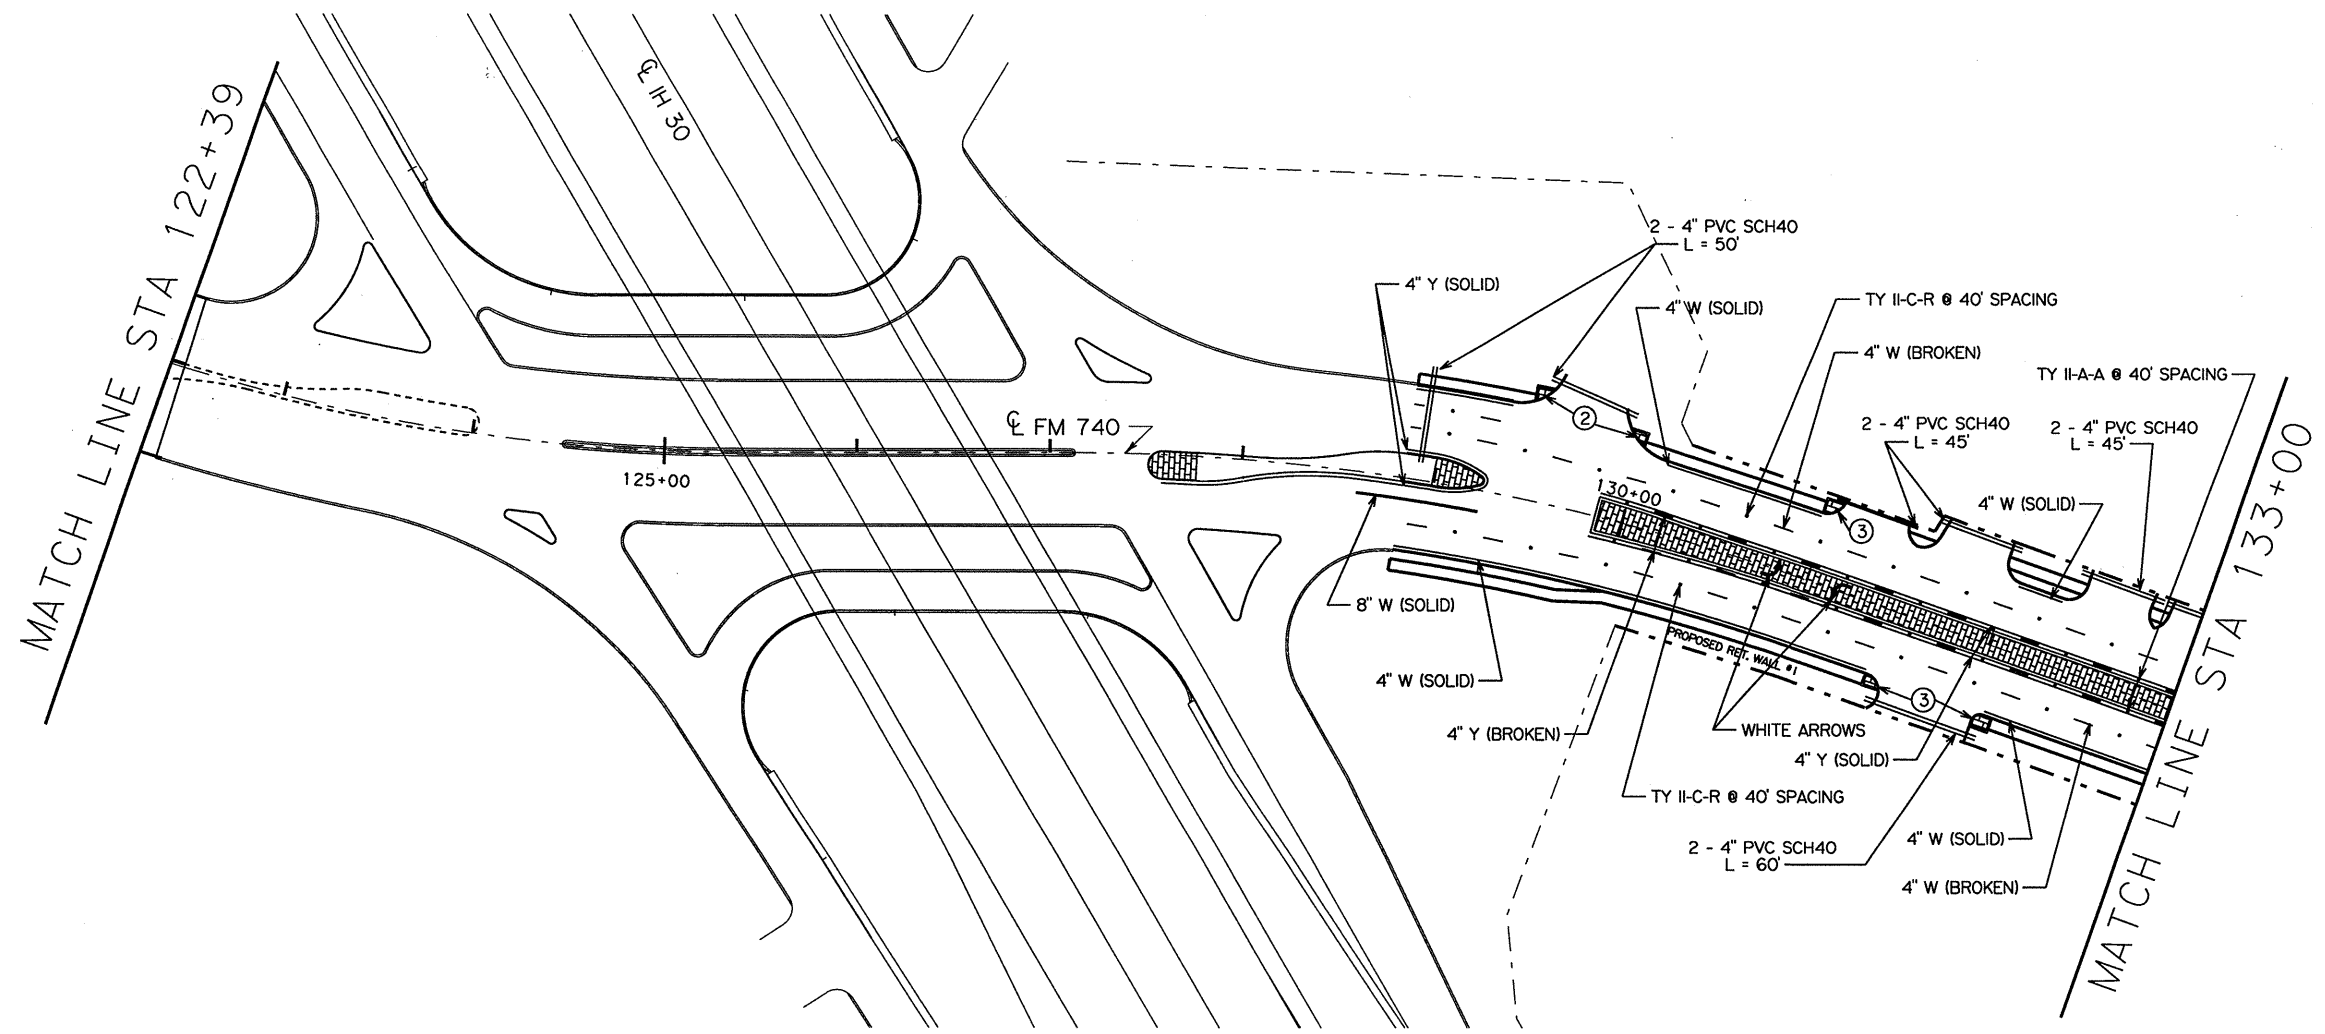 MATCH LINE STA 122+39
℄ IH 30
2 - 4" PVC SCH40
L = 50'
4" Y (SOLID)
4" W (SOLID)
TY II-C-R @ 40' SPACING
4" W (BROKEN)
TY II-A-A @ 40' SPACING
2 - 4" PVC SCH40
L = 45'
2 - 4" PVC SCH40
L = 45'
4" W (SOLID)
2
3
℄ FM 740
125+00
130+00
8" W (SOLID)
4" W (SOLID)
PROPOSED RET. WALL #1
3
4" Y (BROKEN)
WHITE ARROWS
4" Y (SOLID)
TY II-C-R @ 40' SPACING
2 - 4" PVC SCH40
L = 60'
4" W (SOLID)
4" W (BROKEN)
MATCH LINE STA 133+00